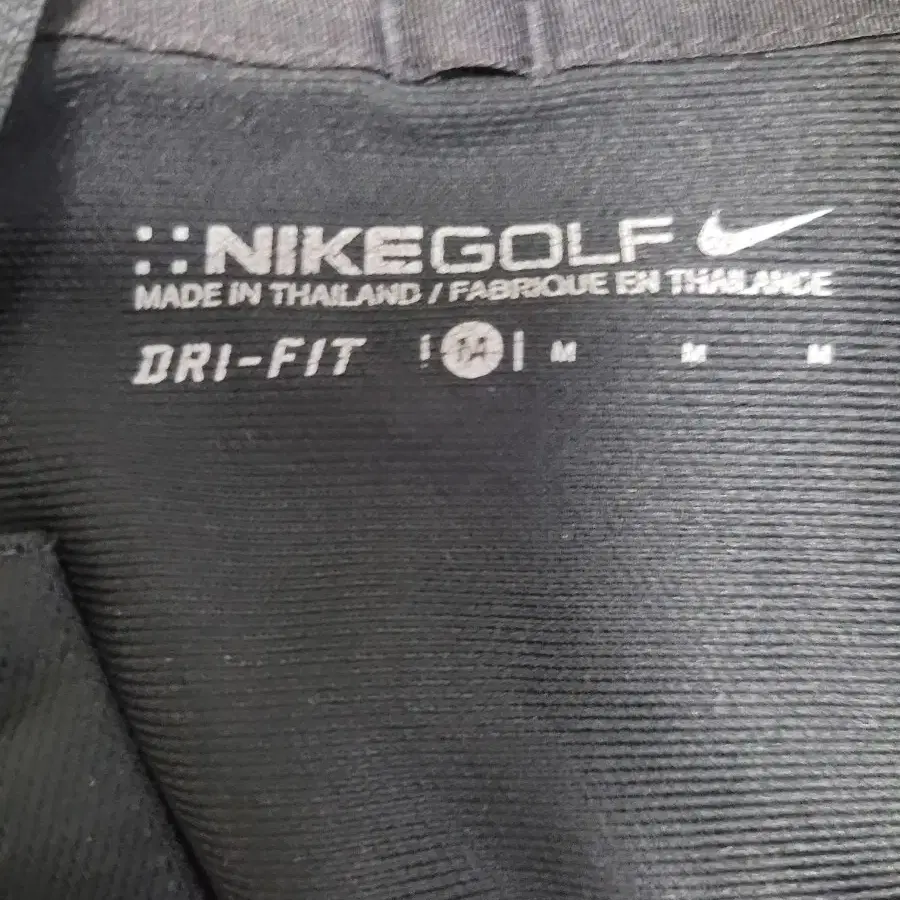 NIKEGOLF
MADE IN THAILAND / FABRIQUE EN THAILANDE
DRI-FIT M M M M